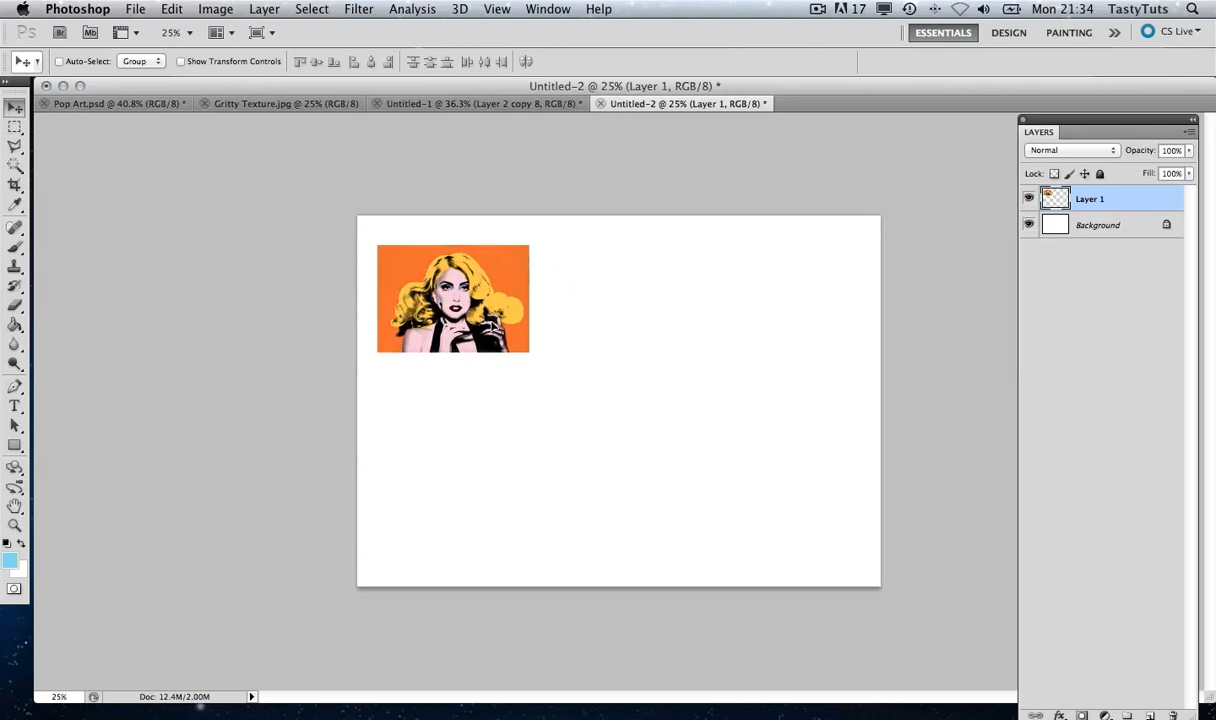 Photoshop File Edit Image Layer Select Filter Analysis 3D View Window Help 17 Mon 21:34 TastyTuts
Ps Br Mb 25% ESSENTIALS DESIGN PAINTING >> CS Live
Auto-Select: Group Show Transform Controls
Untitled-2 @ 25% (Layer 1, RGB/8) *
Pop Art.psd @ 40.8% (RGB/8) * Gritty Texture.jpg @ 25% (RGB/8) Untitled-1 @ 36.3% (Layer 2 copy 8, RGB/8) * Untitled-2 @ 25% (Layer 1, RGB/8) *
LAYERS
Normal Opacity: 100%
Lock: Fill: 100%
Layer 1
Background
T
25% Doc: 12.4M/2.00M
fx